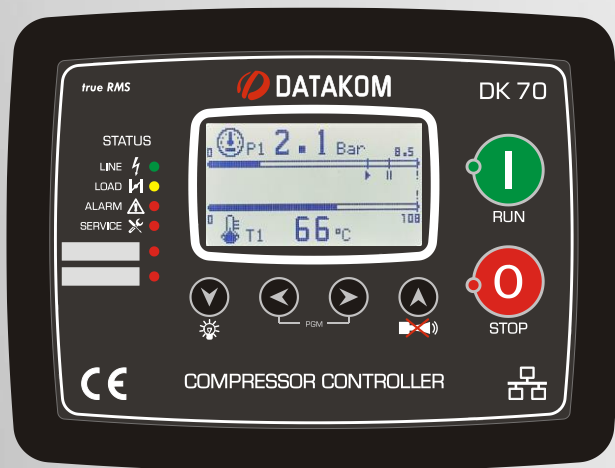 true RMS
DATAKOM
DK 70
STATUS
LINE
LOAD
ALARM
SERVICE
P1 2.1 Bar
0 8.5
0 108
T1 66 °C
RUN
STOP
PGM
CE
COMPRESSOR CONTROLLER